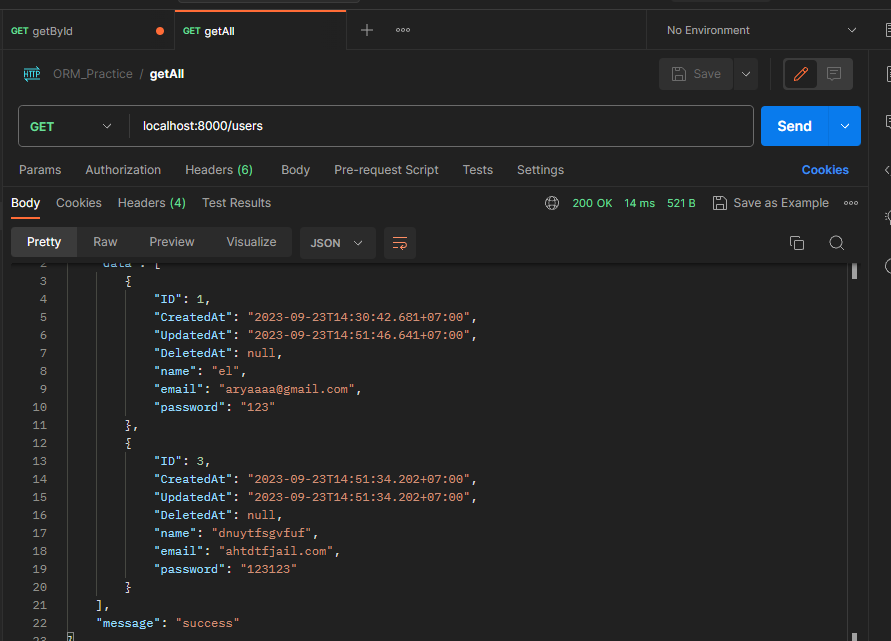 GET getById
GET getAll
No Environment
HTTP ORM_Practice / getAll
Save
GET localhost:8000/users Send
Params Authorization Headers (6) Body Pre-request Script Tests Settings Cookies
Body Cookies Headers (4) Test Results 200 OK 14 ms 521 B Save as Example
Pretty Raw Preview Visualize JSON
2 "data": [
3 {
4 "ID": 1,
5 "CreatedAt": "2023-09-23T14:30:42.681+07:00",
6 "UpdatedAt": "2023-09-23T14:51:46.641+07:00",
7 "DeletedAt": null,
8 "name": "el",
9 "email": "aryaaaa@gmail.com",
10 "password": "123"
11 },
12 {
13 "ID": 3,
14 "CreatedAt": "2023-09-23T14:51:34.202+07:00",
15 "UpdatedAt": "2023-09-23T14:51:34.202+07:00",
16 "DeletedAt": null,
17 "name": "dnuytfsgvfuf",
18 "email": "ahtdtfjail.com",
19 "password": "123123"
20 }
21 ],
22 "message": "success"
23 }